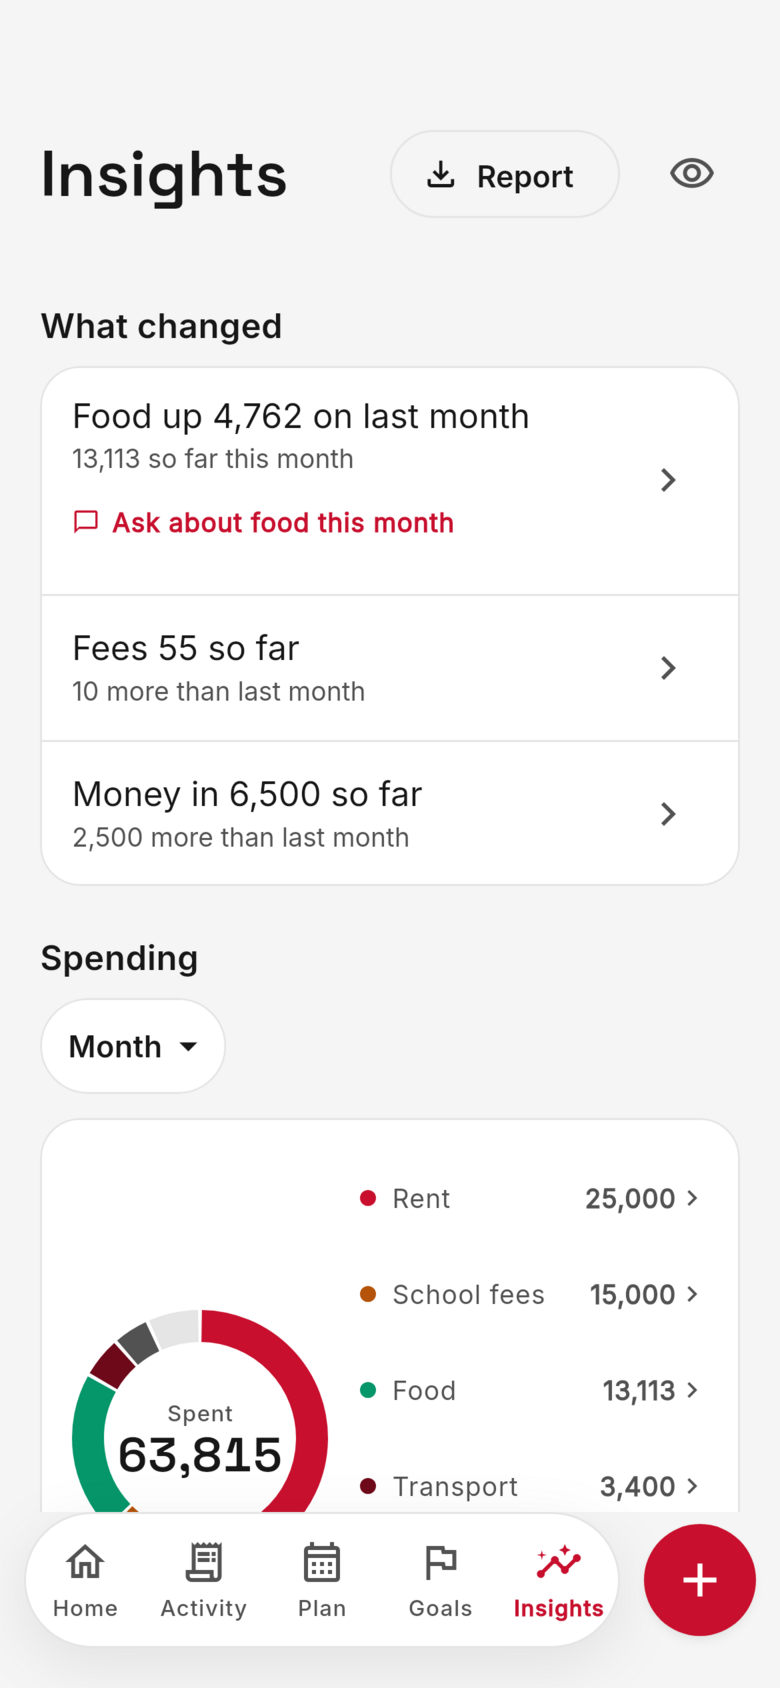 Insights
Report
What changed
Food up 4,762 on last month
13,113 so far this month
Ask about food this month
Fees 55 so far
10 more than last month
Money in 6,500 so far
2,500 more than last month
Spending
Month
Rent 25,000
School fees 15,000
Food 13,113
Transport 3,400
Spent
63,815
Home Activity Plan Goals Insights